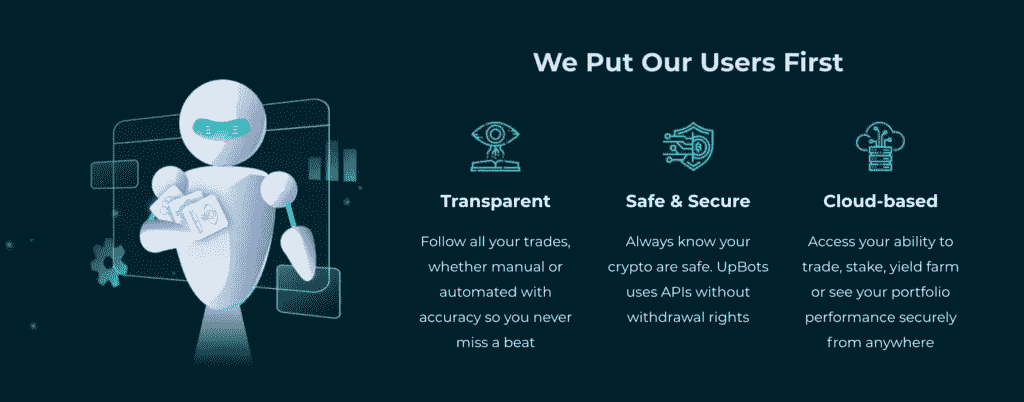 We Put Our Users First
Transparent
Follow all your trades,
whether manual or
automated with
accuracy so you never
miss a beat
Safe & Secure
Always know your
crypto are safe. UpBots
uses APIs without
withdrawal rights
Cloud-based
Access your ability to
trade, stake, yield farm
or see your portfolio
performance securely
from anywhere